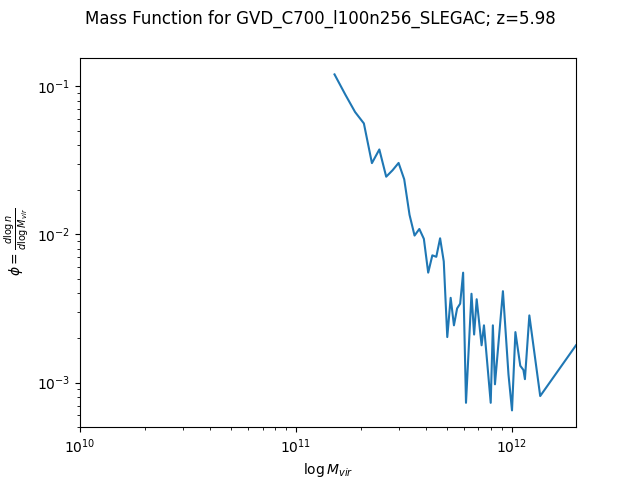 Mass Function for GVD_C700_l100n256_SLEGAC; z=5.98
10⁻¹
10⁻²
10⁻³
ϕ = d log n / d log M_vir
10¹⁰
10¹¹
10¹²
log M_vir